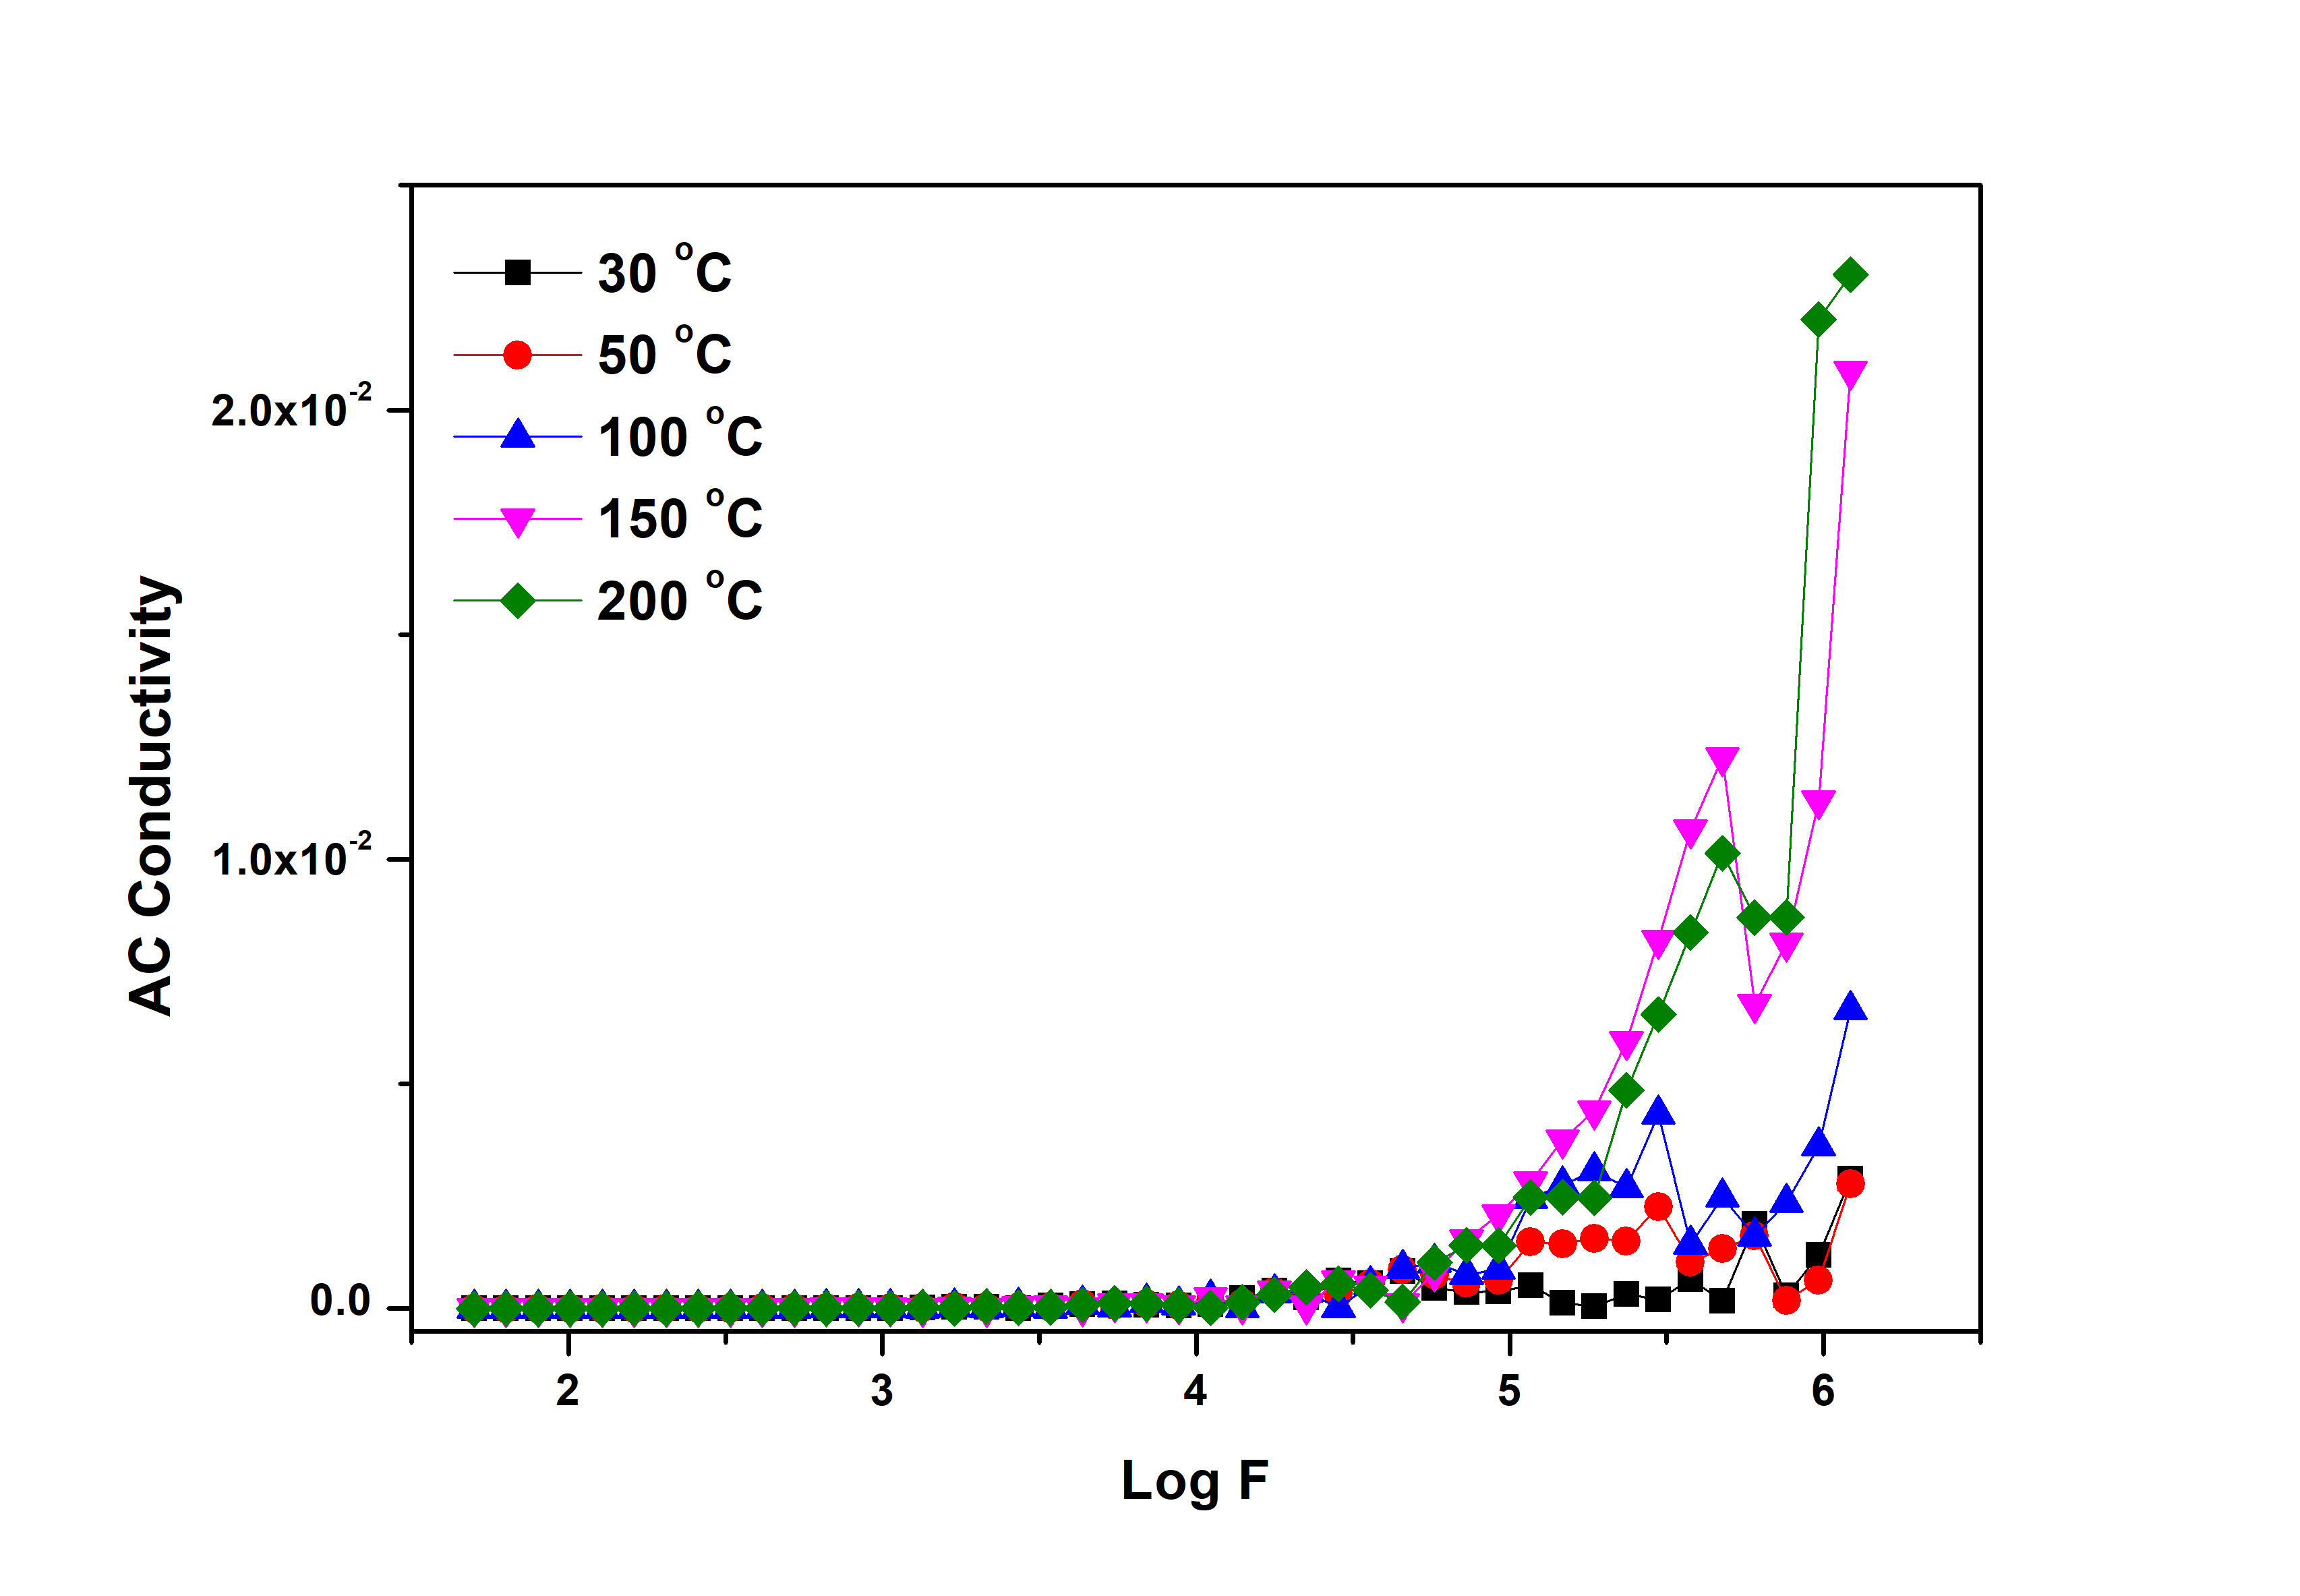 30 °C
50 °C
100 °C
150 °C
200 °C
2.0x10⁻²
1.0x10⁻²
0.0
AC Conductivity
2 3 4 5 6
Log F